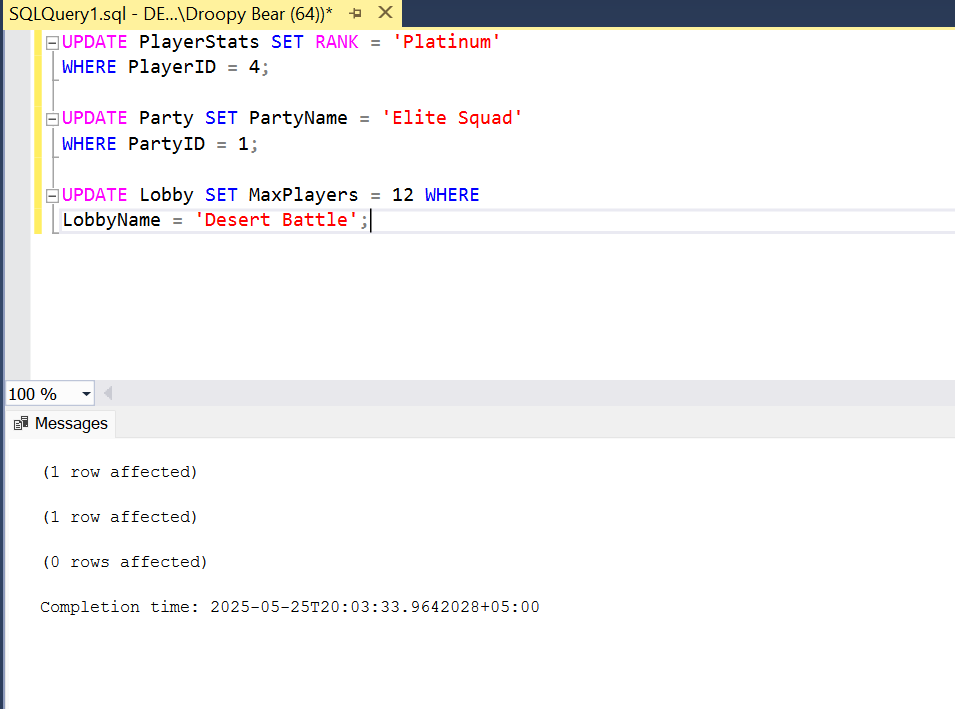 SQLQuery1.sql - DE...\Droopy Bear (64))*
UPDATE PlayerStats SET RANK = 'Platinum'
WHERE PlayerID = 4;
UPDATE Party SET PartyName = 'Elite Squad'
WHERE PartyID = 1;
UPDATE Lobby SET MaxPlayers = 12 WHERE
LobbyName = 'Desert Battle';
100 %
Messages
(1 row affected)
(1 row affected)
(0 rows affected)
Completion time: 2025-05-25T20:03:33.9642028+05:00